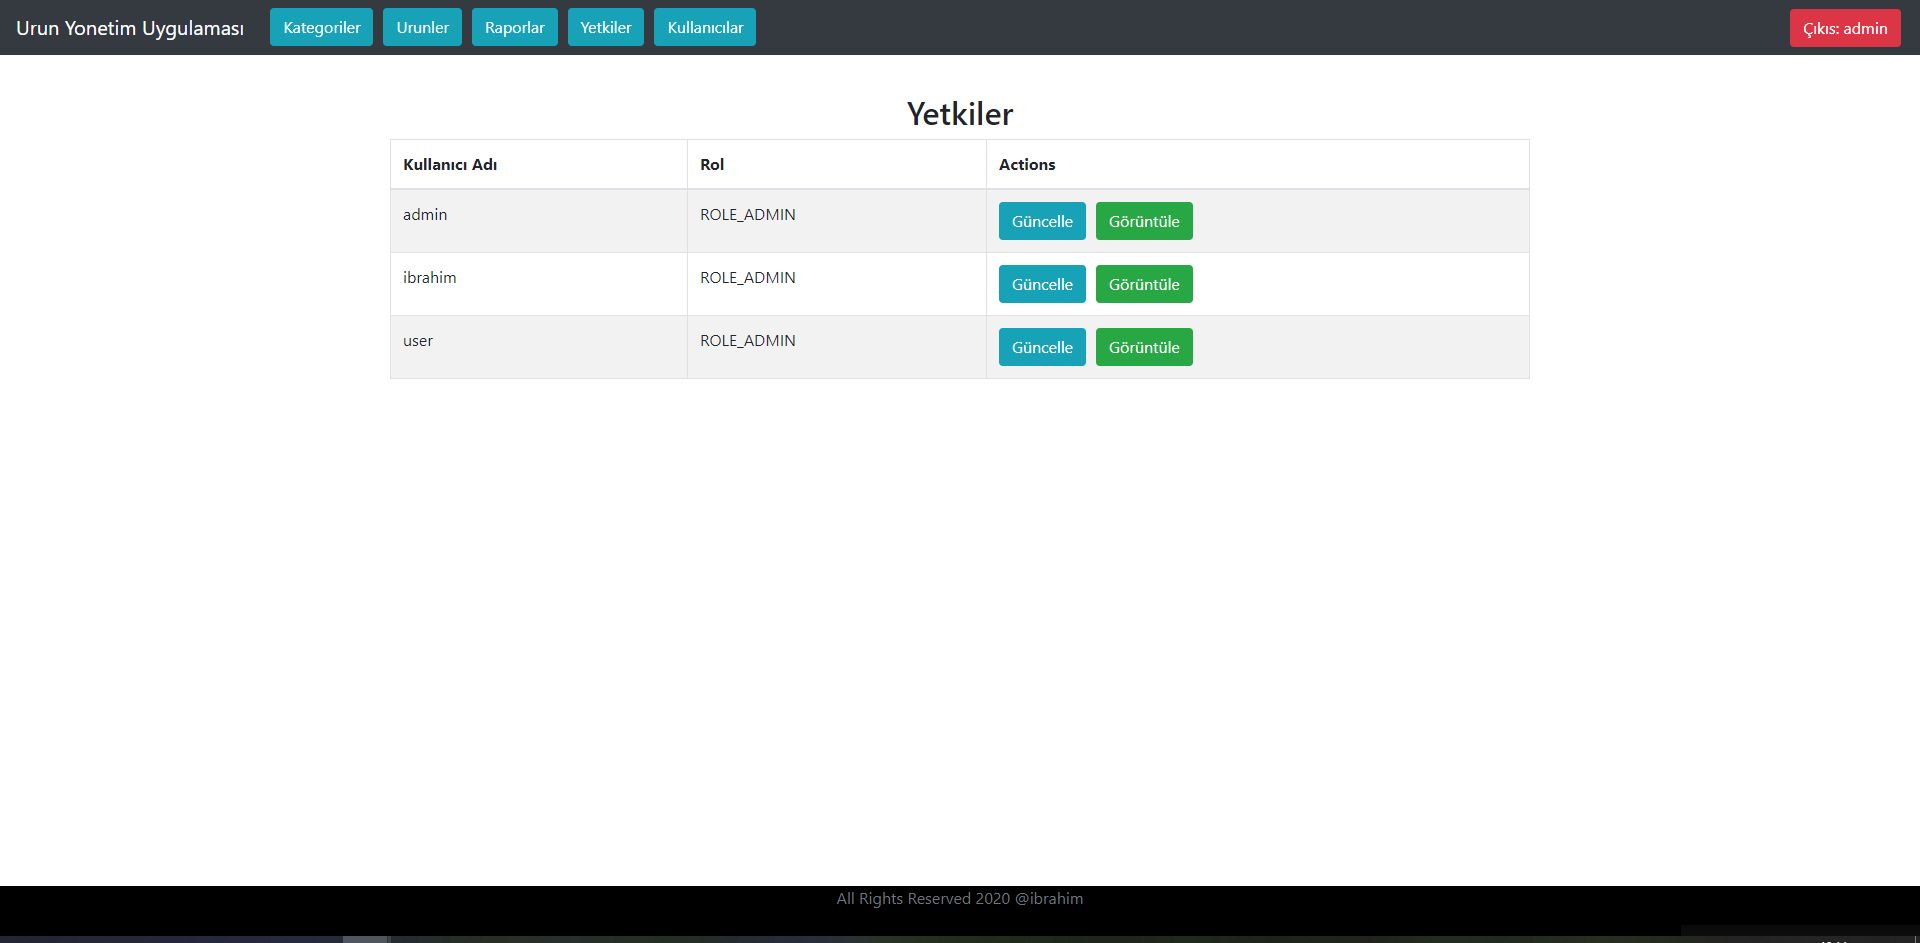 Urun Yonetim Uygulaması Kategoriler Urunler Raporlar Yetkiler Kullanıcılar Çıkıs: admin
Yetkiler
Kullanıcı Adı Rol Actions
admin ROLE_ADMIN Güncelle Görüntüle
ibrahim ROLE_ADMIN Güncelle Görüntüle
user ROLE_ADMIN Güncelle Görüntüle
All Rights Reserved 2020 @ibrahim